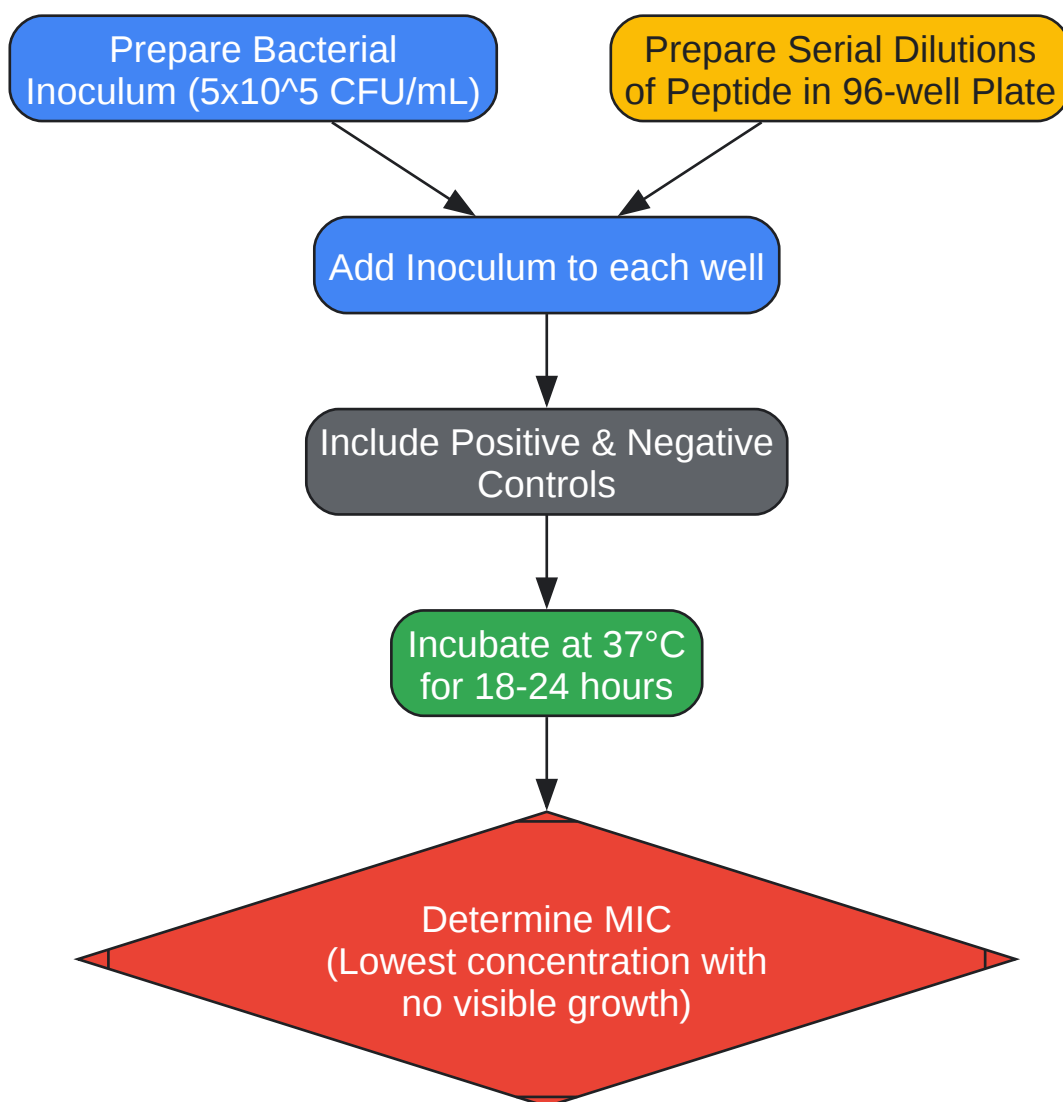 Prepare Bacterial
Inoculum (5x10^5 CFU/mL)
Prepare Serial Dilutions
of Peptide in 96-well Plate
Add Inoculum to each well
Include Positive & Negative
Controls
Incubate at 37°C
for 18-24 hours
Determine MIC
(Lowest concentration with
no visible growth)